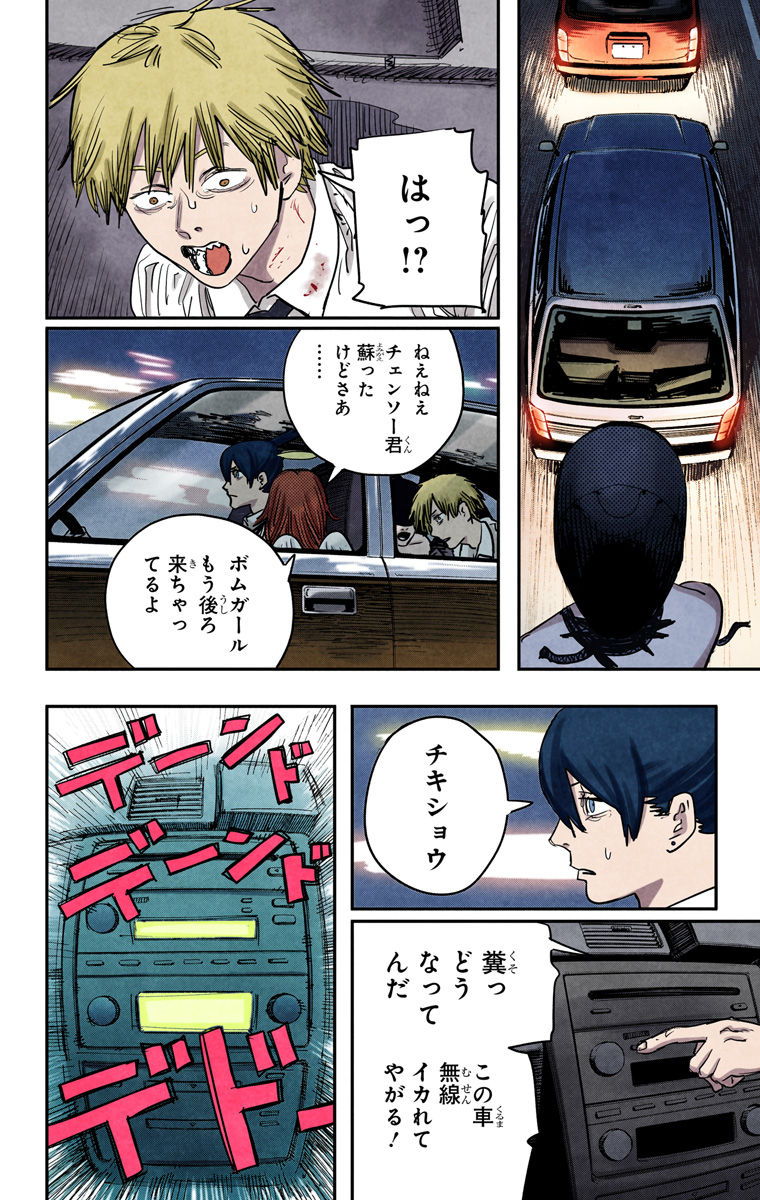 はっ!?
ねえねえ
チェンソー君
蘇った
けどさあ
……
ボムガール
もう後ろ
来ちゃっ
てるよ
チキショウ
糞っ
どう
なって
んだ
この車
無線
イカれて
やがる!
デーンド
デーンド
デドー